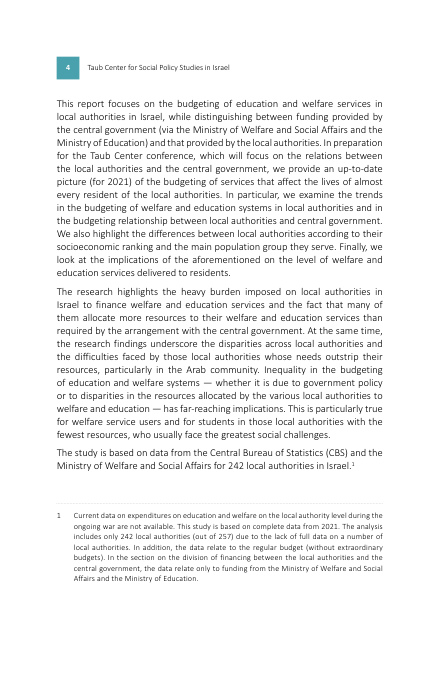 4 Taub Center for Social Policy Studies in Israel
This report focuses on the budgeting of education and welfare services in
local authorities in Israel, while distinguishing between funding provided by
the central government (via the Ministry of Welfare and Social Affairs and the
Ministry of Education) and that provided by the local authorities. In preparation
for the Taub Center conference, which will focus on the relations between
the local authorities and the central government, we provide an up-to-date
picture (for 2021) of the budgeting of services that affect the lives of almost
every resident of the local authorities. In particular, we examine the trends
in the budgeting of welfare and education systems in local authorities and in
the budgeting relationship between local authorities and central government.
We also highlight the differences between local authorities according to their
socioeconomic ranking and the main population group they serve. Finally, we
look at the implications of the aforementioned on the level of welfare and
education services delivered to residents.
The research highlights the heavy burden imposed on local authorities in
Israel to finance welfare and education services and the fact that many of
them allocate more resources to their welfare and education services than
required by the arrangement with the central government. At the same time,
the research findings underscore the disparities across local authorities and
the difficulties faced by those local authorities whose needs outstrip their
resources, particularly in the Arab community. Inequality in the budgeting
of education and welfare systems — whether it is due to government policy
or to disparities in the resources allocated by the various local authorities to
welfare and education — has far-reaching implications. This is particularly true
for welfare service users and for students in those local authorities with the
fewest resources, who usually face the greatest social challenges.
The study is based on data from the Central Bureau of Statistics (CBS) and the
Ministry of Welfare and Social Affairs for 242 local authorities in Israel.1
1 Current data on expenditures on education and welfare on the local authority level during the
ongoing war are not available. This study is based on complete data from 2021. The analysis
includes only 242 local authorities (out of 257) due to the lack of full data on a number of
local authorities. In addition, the data relate to the regular budget (without extraordinary
budgets). In the section on the division of financing between the local authorities and the
central government, the data relate only to funding from the Ministry of Welfare and Social
Affairs and the Ministry of Education.